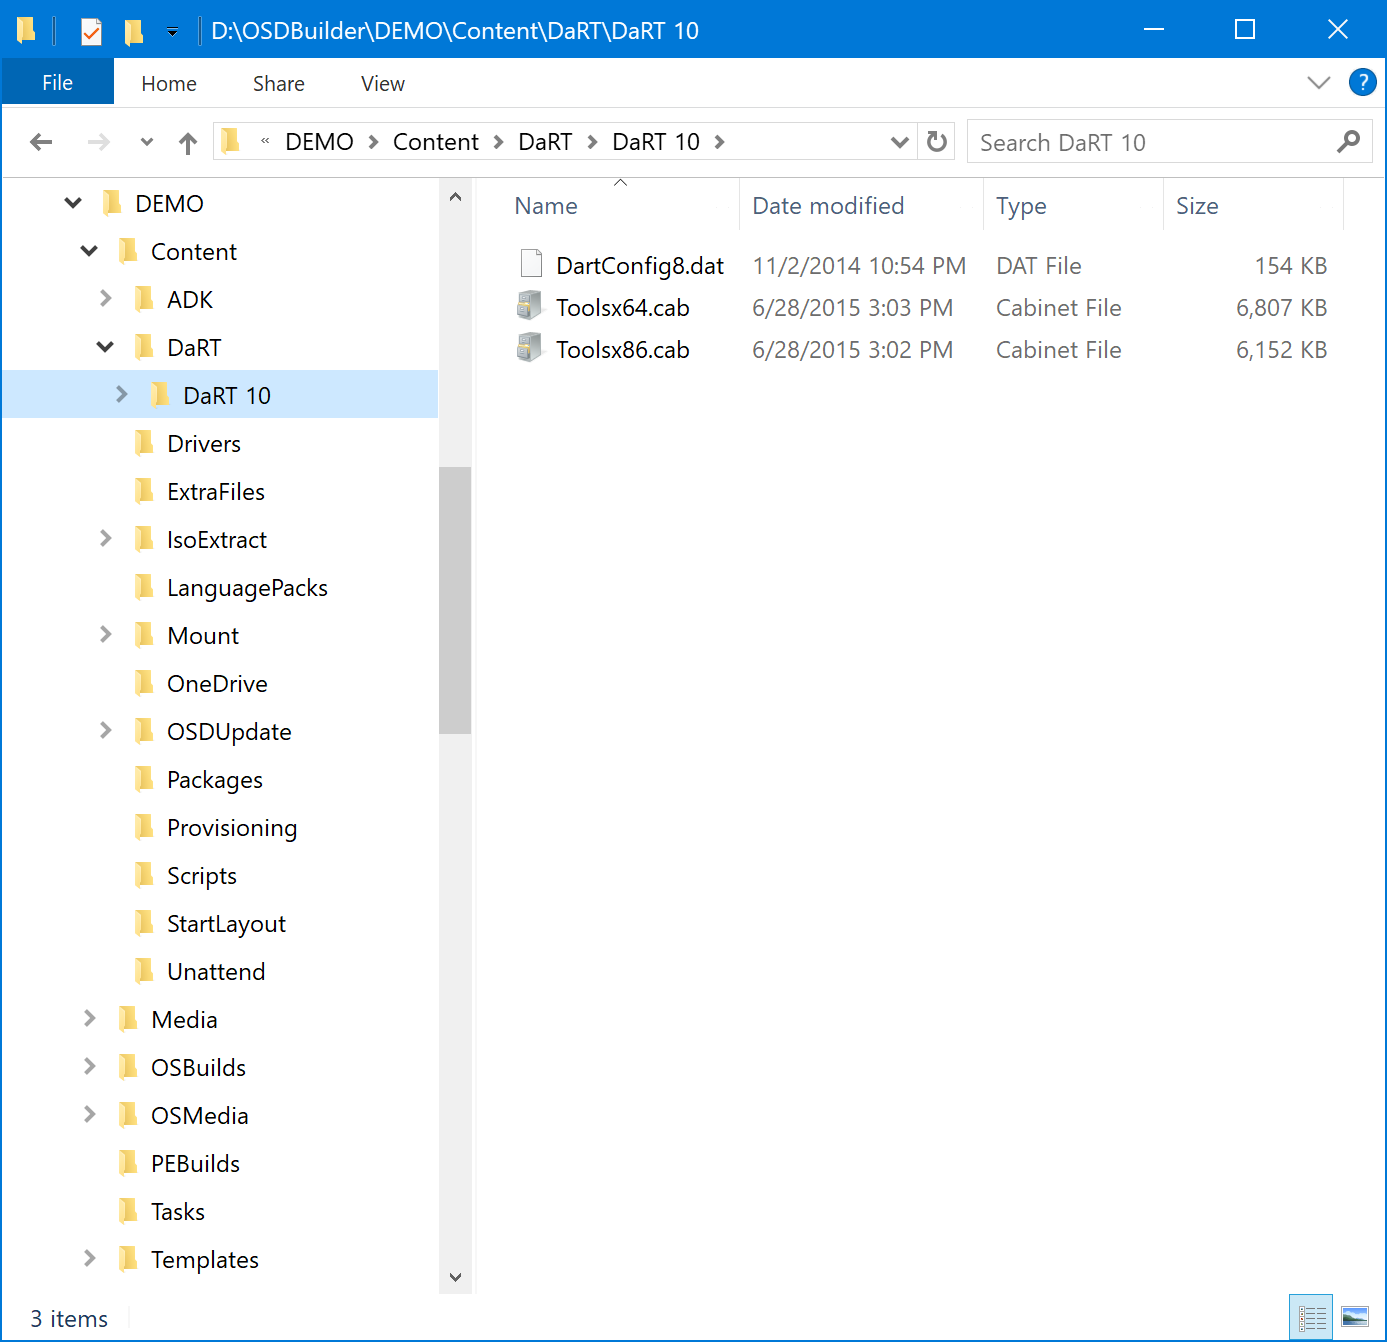 D:\OSDBuilder\DEMO\Content\DaRT\DaRT 10
File Home Share View ?
« DEMO Content DaRT DaRT 10 Search DaRT 10
DEMO
Content
ADK
DaRT
DaRT 10
Drivers
ExtraFiles
IsoExtract
LanguagePacks
Mount
OneDrive
OSDUpdate
Packages
Provisioning
Scripts
StartLayout
Unattend
Media
OSBuilds
OSMedia
PEBuilds
Tasks
Templates
Name Date modified Type Size
DartConfig8.dat 11/2/2014 10:54 PM DAT File 154 KB
Toolsx64.cab 6/28/2015 3:03 PM Cabinet File 6,807 KB
Toolsx86.cab 6/28/2015 3:02 PM Cabinet File 6,152 KB
3 items